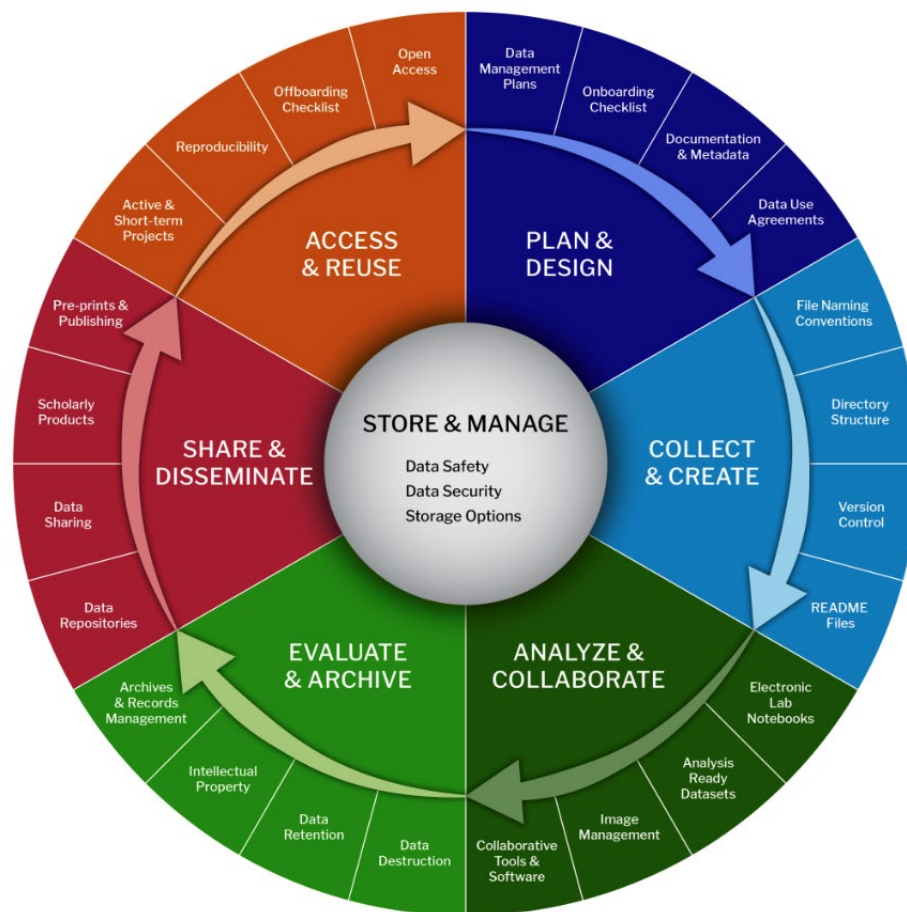 Open
Access
Data
Management
Plans
Offboarding
Checklist
Onboarding
Checklist
Reproducibility
Documentation
& Metadata
Active &
Short-term
Projects
Data Use
Agreements
ACCESS
& REUSE
PLAN &
DESIGN
Pre-prints &
Publishing
File Naming
Conventions
Scholarly
Products
Directory
Structure
SHARE &
DISSEMINATE
STORE & MANAGE
Data Safety
Data Security
Storage Options
COLLECT
& CREATE
Data
Sharing
Version
Control
Data
Repositories
README
Files
EVALUATE
& ARCHIVE
ANALYZE &
COLLABORATE
Archives
& Records
Management
Electronic
Lab
Notebooks
Intellectual
Property
Analysis
Ready
Datasets
Data
Retention
Image
Management
Data
Destruction
Collaborative
Tools &
Software